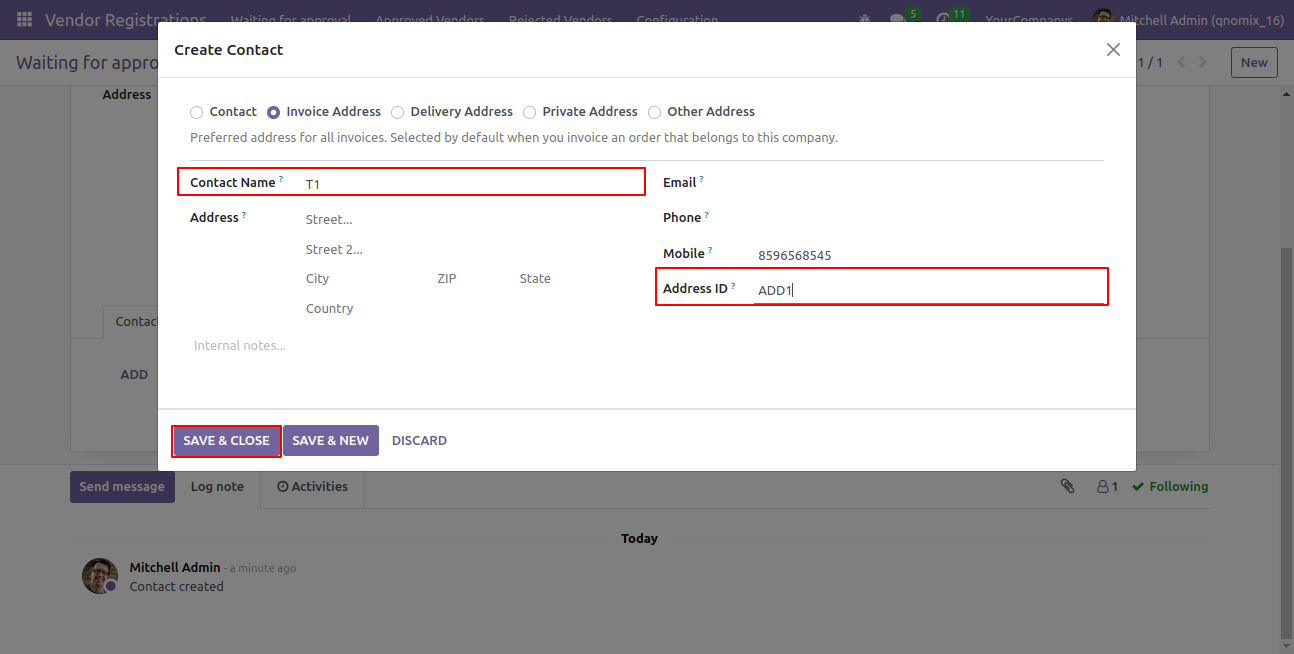 Vendor Registrations Waiting for approval Approved Vendors Rejected Vendors Configuration 5 11 YourCompanys Mitchell Admin (qnomix_16)
Create Contact
Waiting for appro 1 / 1 New
Address
Contact Invoice Address Delivery Address Private Address Other Address
Preferred address for all invoices. Selected by default when you invoice an order that belongs to this company.
Contact Name ? T1 Email ?
Address ? Street... Phone ?
Street 2... Mobile ? 8596568545
City ZIP State Address ID ? ADD1
Country
Contac
Internal notes...
ADD
SAVE & CLOSE SAVE & NEW DISCARD
Send message Log note Activities 1 Following
Today
Mitchell Admin - a minute ago
Contact created